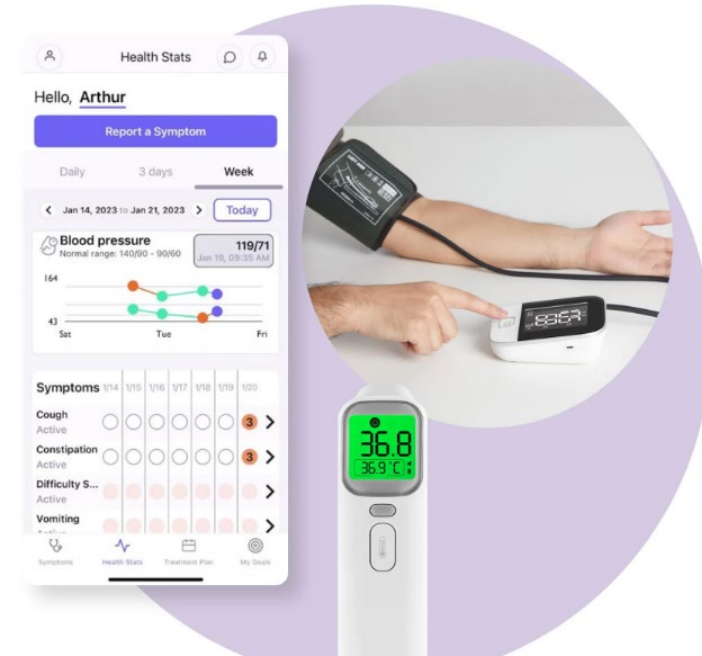 Health Stats
Hello, Arthur
Report a Symptom
Daily 3 days Week
Jan 14, 2023 to Jan 21, 2023 Today
Blood pressure
Normal range: 140/90 - 90/60
119/71
Jan 19, 09:35 AM
164
43
Sat Tue Fri
Symptoms 1/14 1/15 1/16 1/17 1/18 1/19 1/20
Cough
Active
3
Constipation
Active
3
Difficulty S...
Active
Vomiting
Symptoms Health Stats Treatment Plan My Goals
36.8
36.9 °C